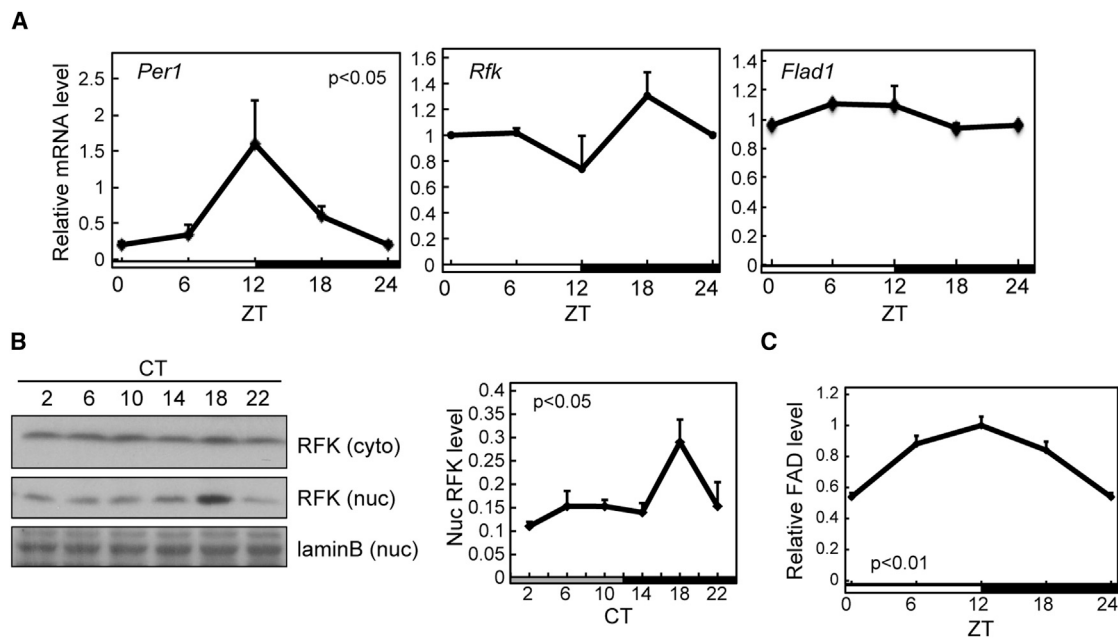 A
Relative mRNA level
2.5
2
1.5
1
0.5
0
Per1
p<0.05
0 6 12 18 24
ZT
1.6
1.4
1.2
1
0.8
0.6
0.4
0.2
0
Rfk
0 6 12 18 24
ZT
1.4
1.2
1
0.8
0.6
0.4
0.2
0
Flad1
0 6 12 18 24
ZT
B
CT
2 6 10 14 18 22
RFK (cyto)
RFK (nuc)
laminB (nuc)
Nuc RFK level
0.4
0.35
0.3
0.25
0.2
0.15
0.1
0.05
0
p<0.05
2 6 10 14 18 22
CT
C
Relative FAD level
1.2
1
0.8
0.6
0.4
0.2
0
p<0.01
0 6 12 18 24
ZT